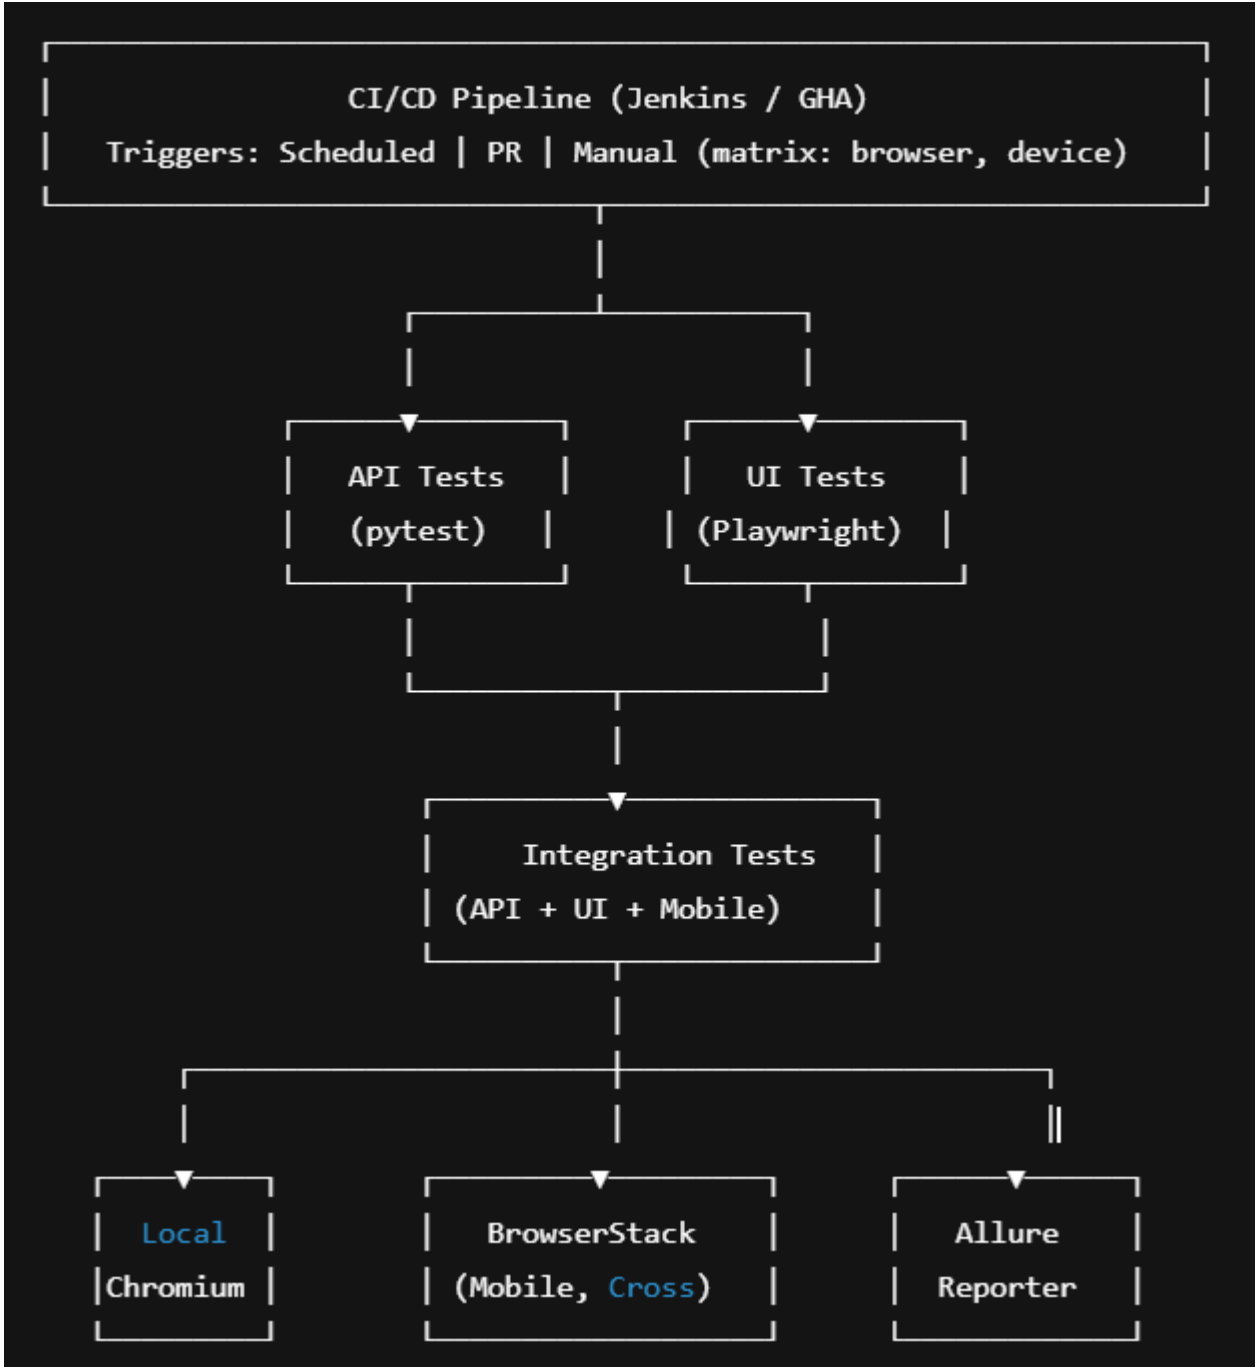 CI/CD Pipeline (Jenkins / GHA)
Triggers: Scheduled | PR | Manual (matrix: browser, device)
API Tests UI Tests
(pytest) (Playwright)
Integration Tests
(API + UI + Mobile)
Local BrowserStack Allure
Chromium (Mobile, Cross) Reporter